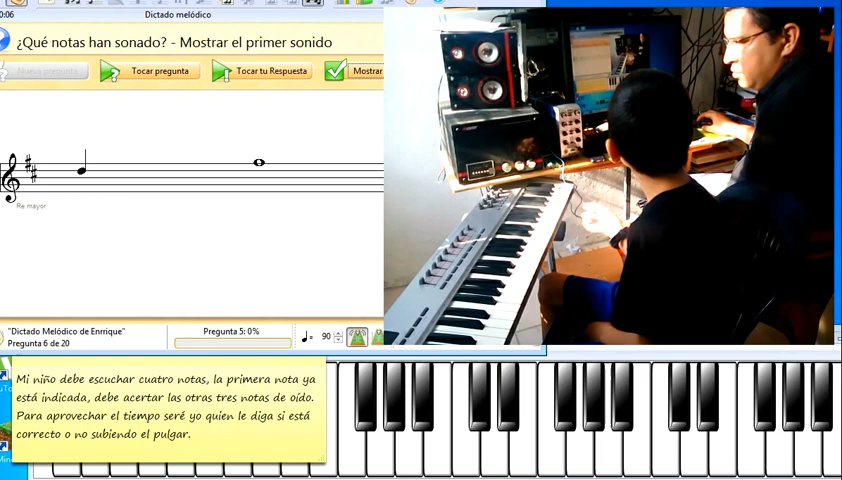 0:06
Dictado melódico
¿Qué notas han sonado? - Mostrar el primer sonido
Nueva pregunta
Tocar pregunta
Tocar tu Respuesta
Mostrar
Re mayor
"Dictado Melódico de Ennrique"
Pregunta 6 de 20
Pregunta 5: 0%
90
Mi niño debe escuchar cuatro notas, la primera nota ya
está indicada, debe acertar las otras tres notas de oído.
Para aprovechar el tiempo seré yo quien le diga si está
correcto o no subiendo el pulgar.